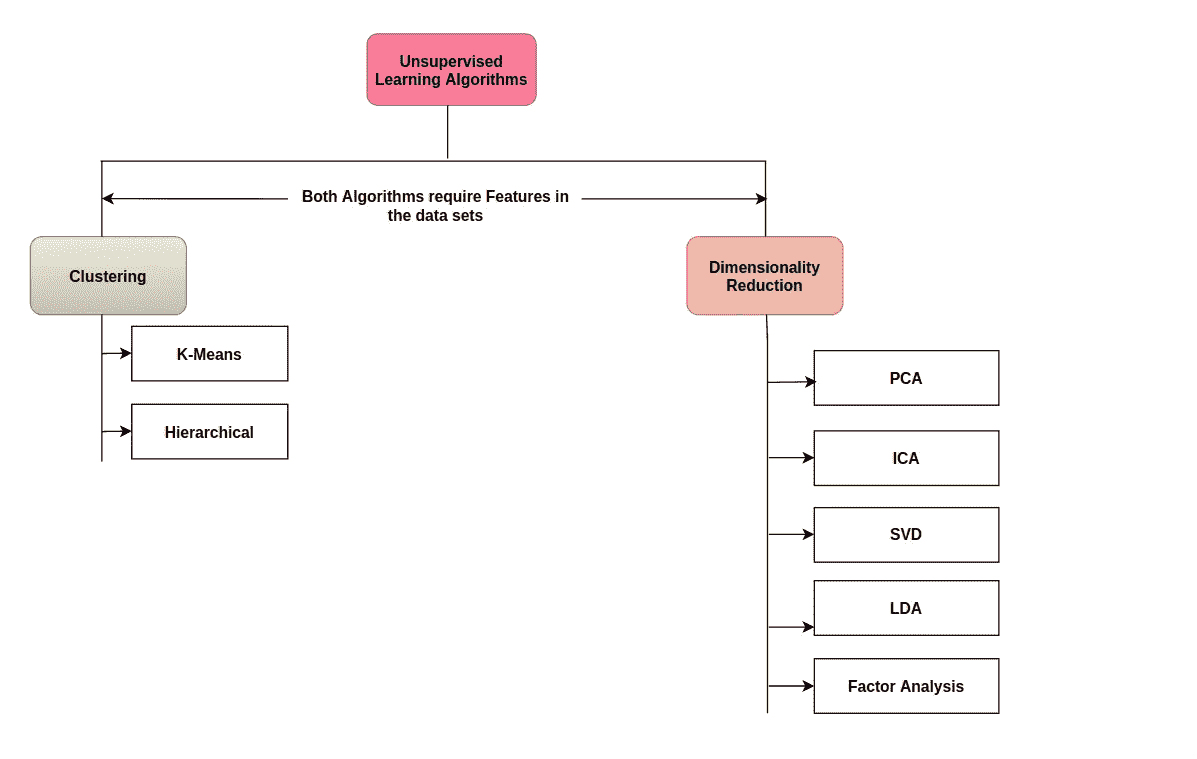 Unsupervised
Learning Algorithms
Both Algorithms require Features in
the data sets
Clustering
K-Means
Hierarchical
Dimensionality
Reduction
PCA
ICA
SVD
LDA
Factor Analysis